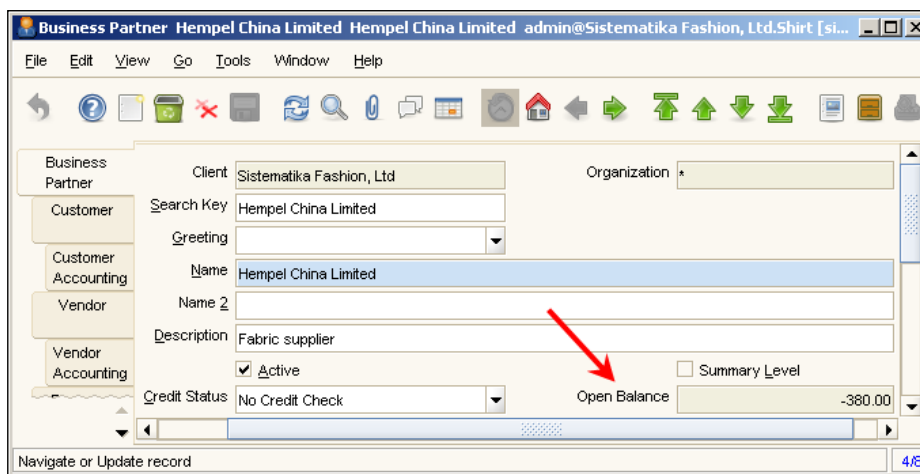 Business Partner Hempel China Limited Hempel China Limited admin@Sistematika Fashion, Ltd.Shirt [si...
File Edit View Go Tools Window Help
Business Partner
Client Sistematika Fashion, Ltd Organization *
Customer
Search Key Hempel China Limited
Greeting
Customer Accounting
Name Hempel China Limited
Vendor
Name 2
Description Fabric supplier
Vendor Accounting
Active Summary Level
Credit Status No Credit Check Open Balance -380.00
Navigate or Update record 4/8